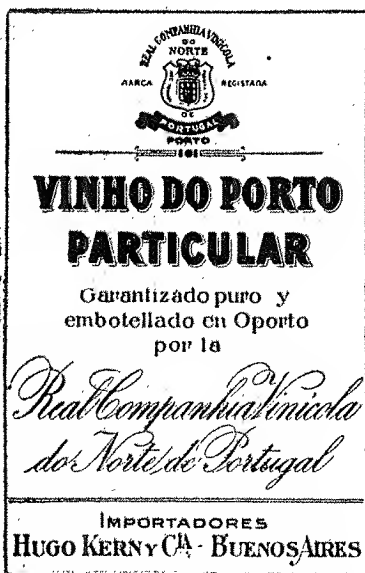 REAL COMPANHIA VINICOLA
DO
NORTE
MARCA REGISTADA
DE
PORTUGAL
PORTO
VINHO DO PORTO
PARTICULAR
Garantizado puro y
embotellado en Oporto
por la
Real Companhia Vinicola
do Norte de Portugal
IMPORTADORES
HUGO KERN Y CIA - BUENOS AIRES